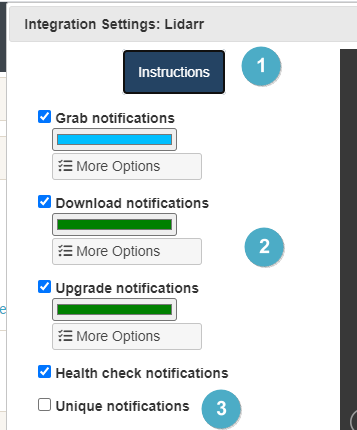 Integration Settings: Lidarr
Instructions
1
Grab notifications
More Options
Download notifications
More Options
2
Upgrade notifications
More Options
Health check notifications
Unique notifications
3